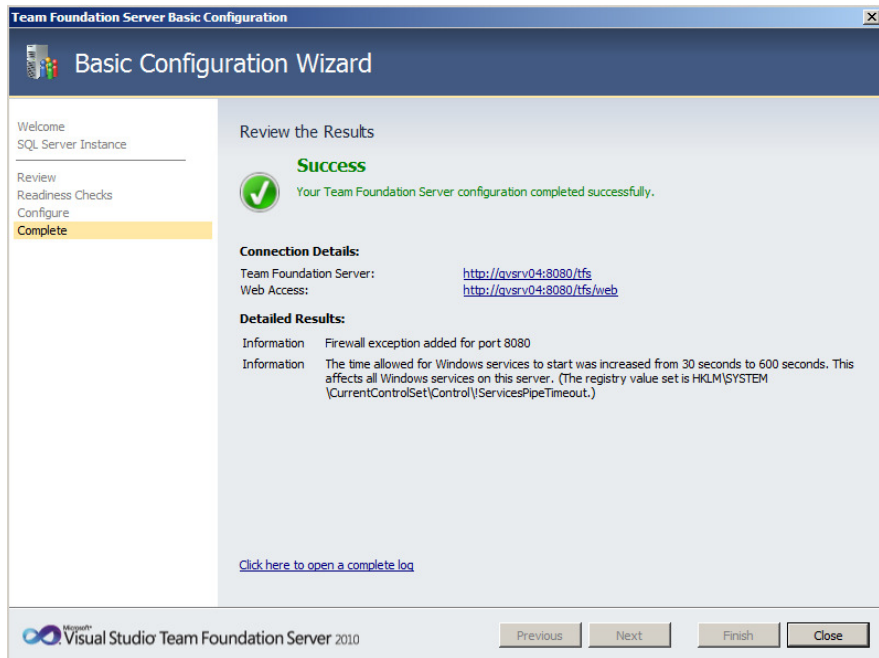 Team Foundation Server Basic Configuration
Basic Configuration Wizard
Welcome
SQL Server Instance
Review
Readiness Checks
Configure
Complete
Review the Results
Success
Your Team Foundation Server configuration completed successfully.
Connection Details:
Team Foundation Server: http://qvsrv04:8080/tfs
Web Access: http://qvsrv04:8080/tfs/web
Detailed Results:
Information Firewall exception added for port 8080
Information The time allowed for Windows services to start was increased from 30 seconds to 600 seconds. This
affects all Windows services on this server. (The registry value set is HKLM\SYSTEM
\CurrentControlSet\Control\!ServicesPipeTimeout.)
Click here to open a complete log
Microsoft®
Visual Studio Team Foundation Server 2010
Previous Next Finish Close